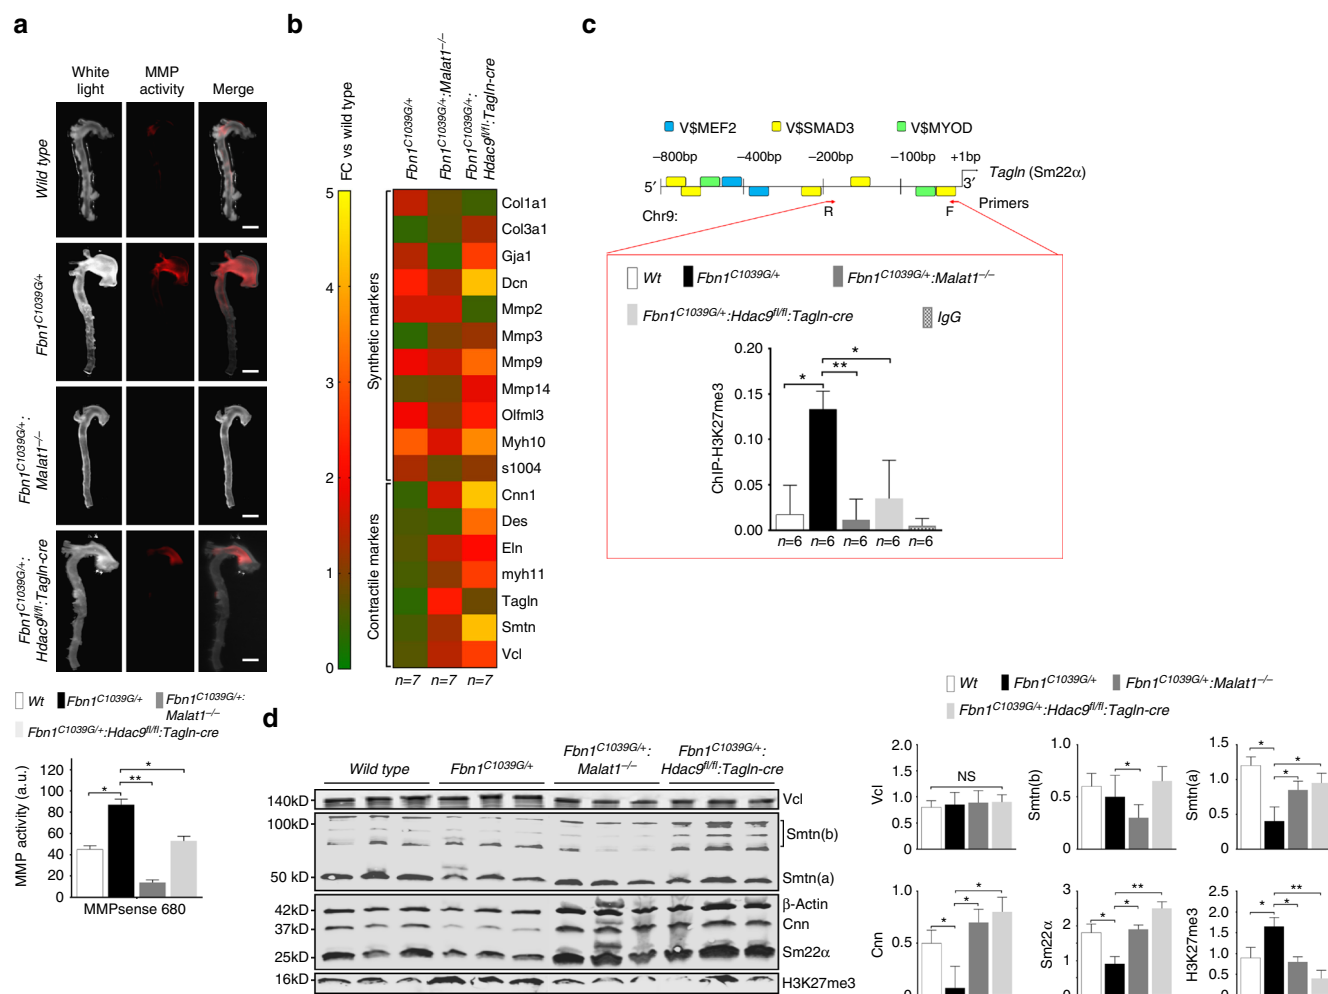 a
White light
MMP activity
Merge
Wild type
Fbn1C1039G/+
Fbn1C1039G/+: Malat1−/−
Fbn1C1039G/+: Hdac9fl/fl:Tagln-cre
Wt
Fbn1C1039G/+
Fbn1C1039G/+: Malat1−/−
Fbn1C1039G/+:Hdac9fl/fl:Tagln-cre
MMP activity (a.u.)
120
100
80
60
40
20
0
*
**
*
MMPsense 680
b
FC vs wild type
5
4
3
2
1
0
Fbn1C1039G/+
Fbn1C1039G/+:Malat1−/−
Fbn1C1039G/+: Hdac9fl/fl:Tagln-cre
Synthetic markers
Contractile markers
Col1a1
Col3a1
Gja1
Dcn
Mmp2
Mmp3
Mmp9
Mmp14
Olfml3
Myh10
s1004
Cnn1
Des
Eln
myh11
Tagln
Smtn
Vcl
n=7 n=7 n=7
c
V$MEF2 V$SMAD3 V$MYOD
−800bp −400bp −200bp −100bp +1bp
5′ 3′ Tagln (Sm22α)
Chr9: R F Primers
Wt Fbn1C1039G/+ Fbn1C1039G/+:Malat1−/−
Fbn1C1039G/+:Hdac9fl/fl:Tagln-cre IgG
ChIP-H3K27me3
0.20
0.15
0.10
0.05
0.00
*
**
*
n=6 n=6 n=6 n=6 n=6
d
Wild type
Fbn1C1039G/+
Fbn1C1039G/+: Malat1−/−
Fbn1C1039G/+: Hdac9fl/fl:Tagln-cre
140kD Vcl
100kD Smtn(b)
50 kD Smtn(a)
β-Actin
42kD
37kD Cnn
25kD Sm22α
16kD H3K27me3
Wt Fbn1C1039G/+ Fbn1C1039G/+:Malat1−/−
Fbn1C1039G/+:Hdac9fl/fl:Tagln-cre
Vcl
2.0
1.0
0
NS
Smtn(b)
1.0
0.5
0
*
Smtn(a)
1.5
1.0
0.5
0
* * *
Cnn
1.0
0.5
0
* * *
Sm22α
3
2
1
0
* * **
H3K27me3
2.5
2.0
1.5
1.0
0.5
0
* * **